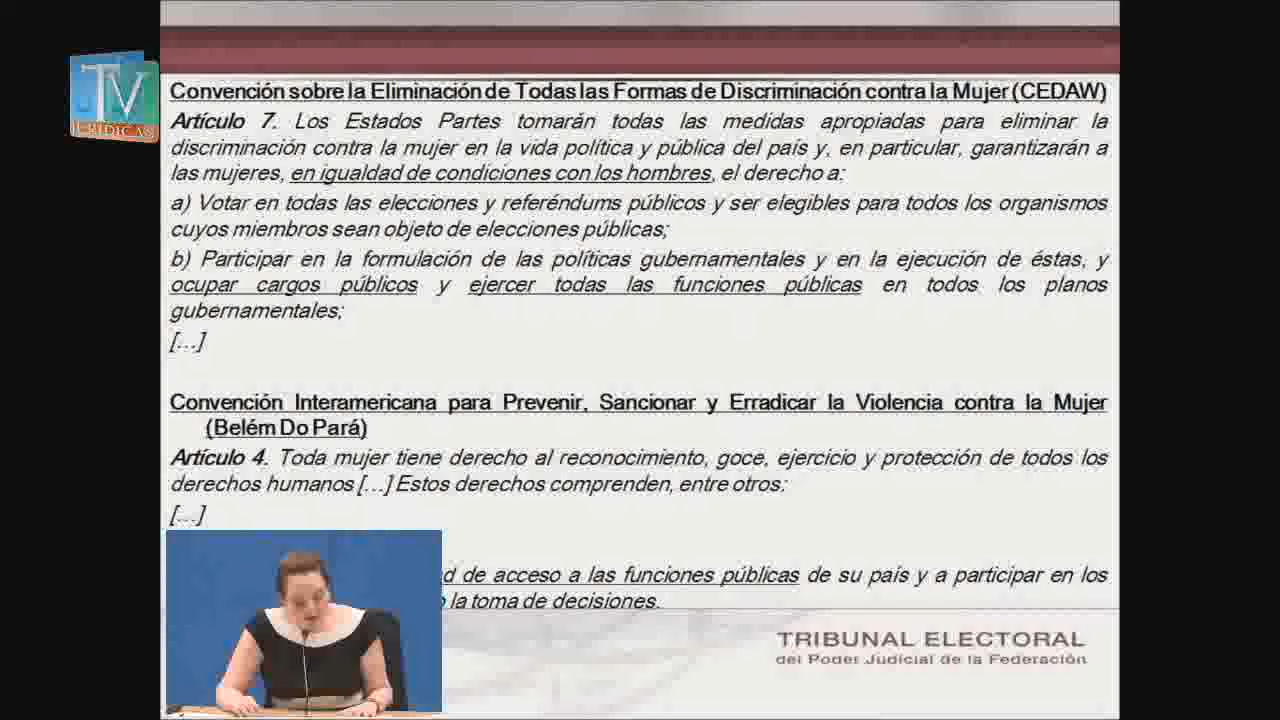 TV
JURIDICAS
Convención sobre la Eliminación de Todas las Formas de Discriminación contra la Mujer (CEDAW)
Artículo 7. Los Estados Partes tomarán todas las medidas apropiadas para eliminar la
discriminación contra la mujer en la vida política y pública del país y, en particular, garantizarán a
las mujeres, en igualdad de condiciones con los hombres, el derecho a:
a) Votar en todas las elecciones y referéndums públicos y ser elegibles para todos los organismos
cuyos miembros sean objeto de elecciones públicas;
b) Participar en la formulación de las políticas gubernamentales y en la ejecución de éstas, y
ocupar cargos públicos y ejercer todas las funciones públicas en todos los planos
gubernamentales;
[...]
Convención Interamericana para Prevenir, Sancionar y Erradicar la Violencia contra la Mujer
(Belém Do Pará)
Artículo 4. Toda mujer tiene derecho al reconocimiento, goce, ejercicio y protección de todos los
derechos humanos [...] Estos derechos comprenden, entre otros:
[...]
de acceso a las funciones públicas de su país y a participar en los
la toma de decisiones.
TRIBUNAL ELECTORAL
del Poder Judicial de la Federación